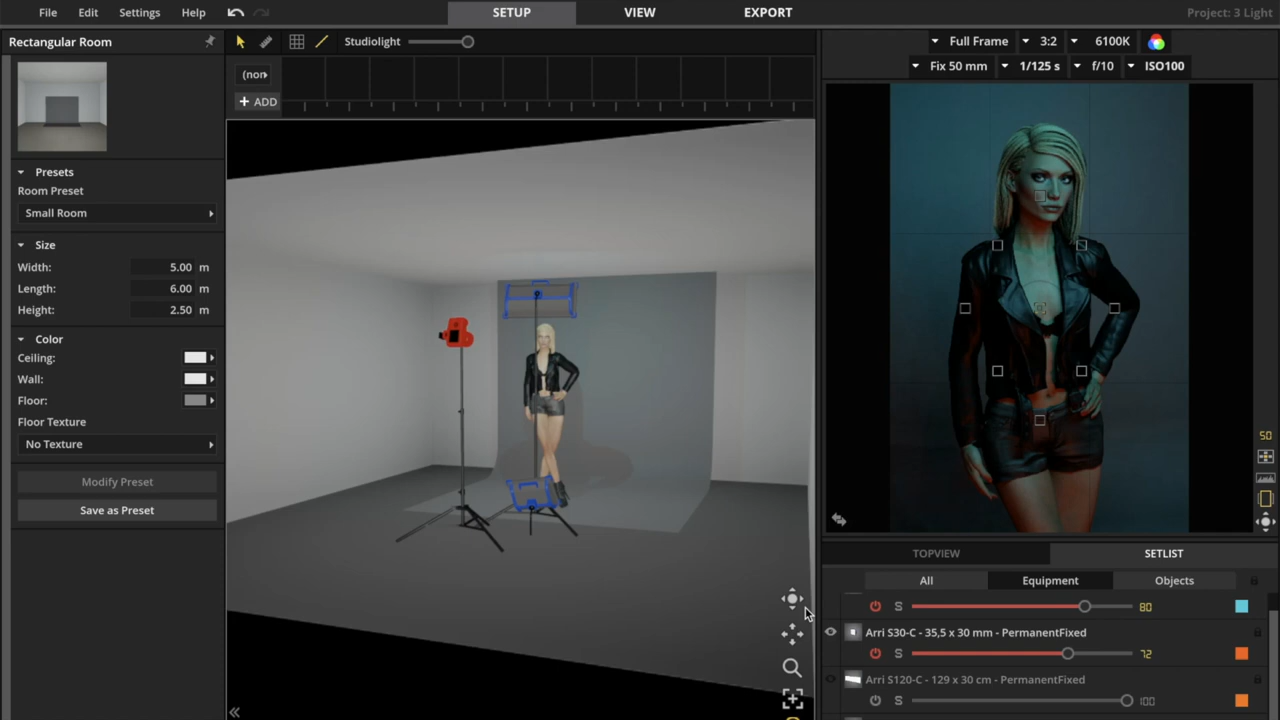 File Edit Settings Help SETUP VIEW EXPORT Project: 3 Light
Rectangular Room
Presets
Room Preset
Small Room
Size
Width: 5.00 m
Length: 6.00 m
Height: 2.50 m
Color
Ceiling:
Wall:
Floor:
Floor Texture
No Texture
Modify Preset
Save as Preset
Studiolight
(non
+ ADD
Full Frame 3:2 6100K
Fix 50 mm 1/125 s f/10 ISO100
50
TOPVIEW SETLIST
All Equipment Objects
S 80
Arri S30-C - 35,5 x 30 mm - PermanentFixed
S 72
Arri S120-C - 129 x 30 cm - PermanentFixed
S 100